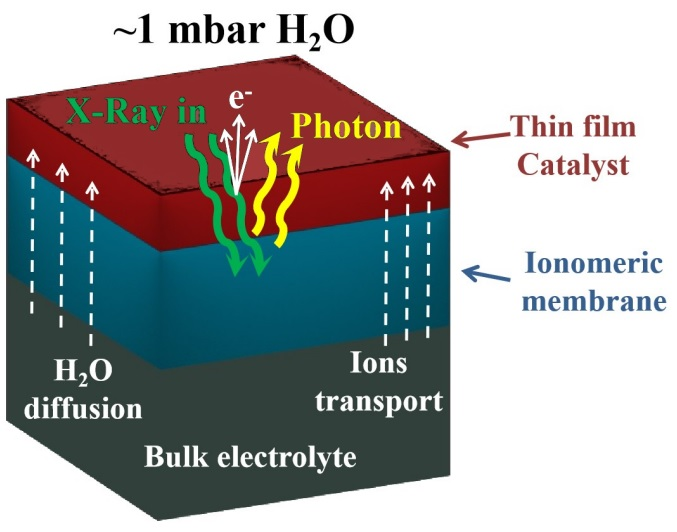 ~1 mbar H₂O
X-Ray in
e⁻
Photon
Thin film
Catalyst
Ionomeric
membrane
H₂O
diffusion
Ions
transport
Bulk electrolyte